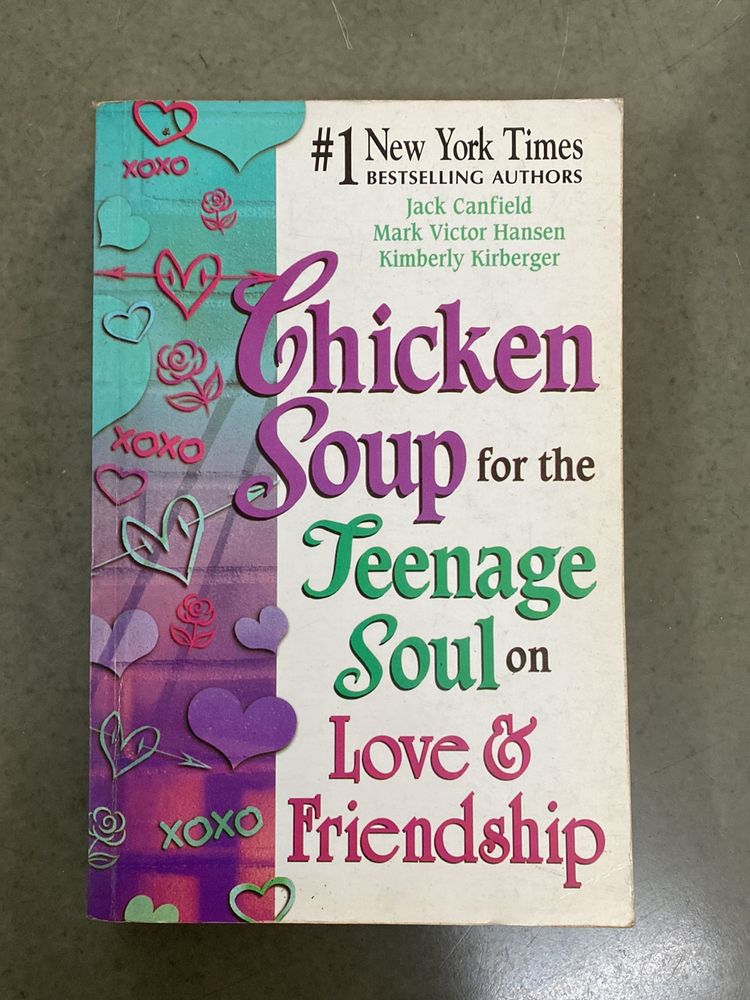 #1 New York Times
BESTSELLING AUTHORS
Jack Canfield
Mark Victor Hansen
Kimberly Kirberger
Chicken
Soup for the
Teenage
Soul on
Love &
Friendship
XOXO
XOXO
XOXO